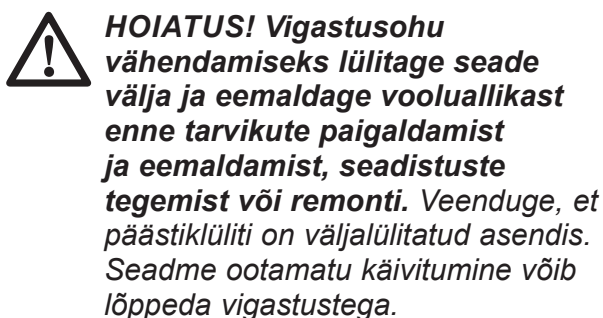 HOIATUS! Vigastusohu
vähendamiseks lülitage seade
välja ja eemaldage vooluallikast
enne tarvikute paigaldamist
ja eemaldamist, seadistuste
tegemist või remonti. Veenduge, et
päästiklüliti on väljalülitatud asendis.
Seadme ootamatu käivitumine võib
lõppeda vigastustega.